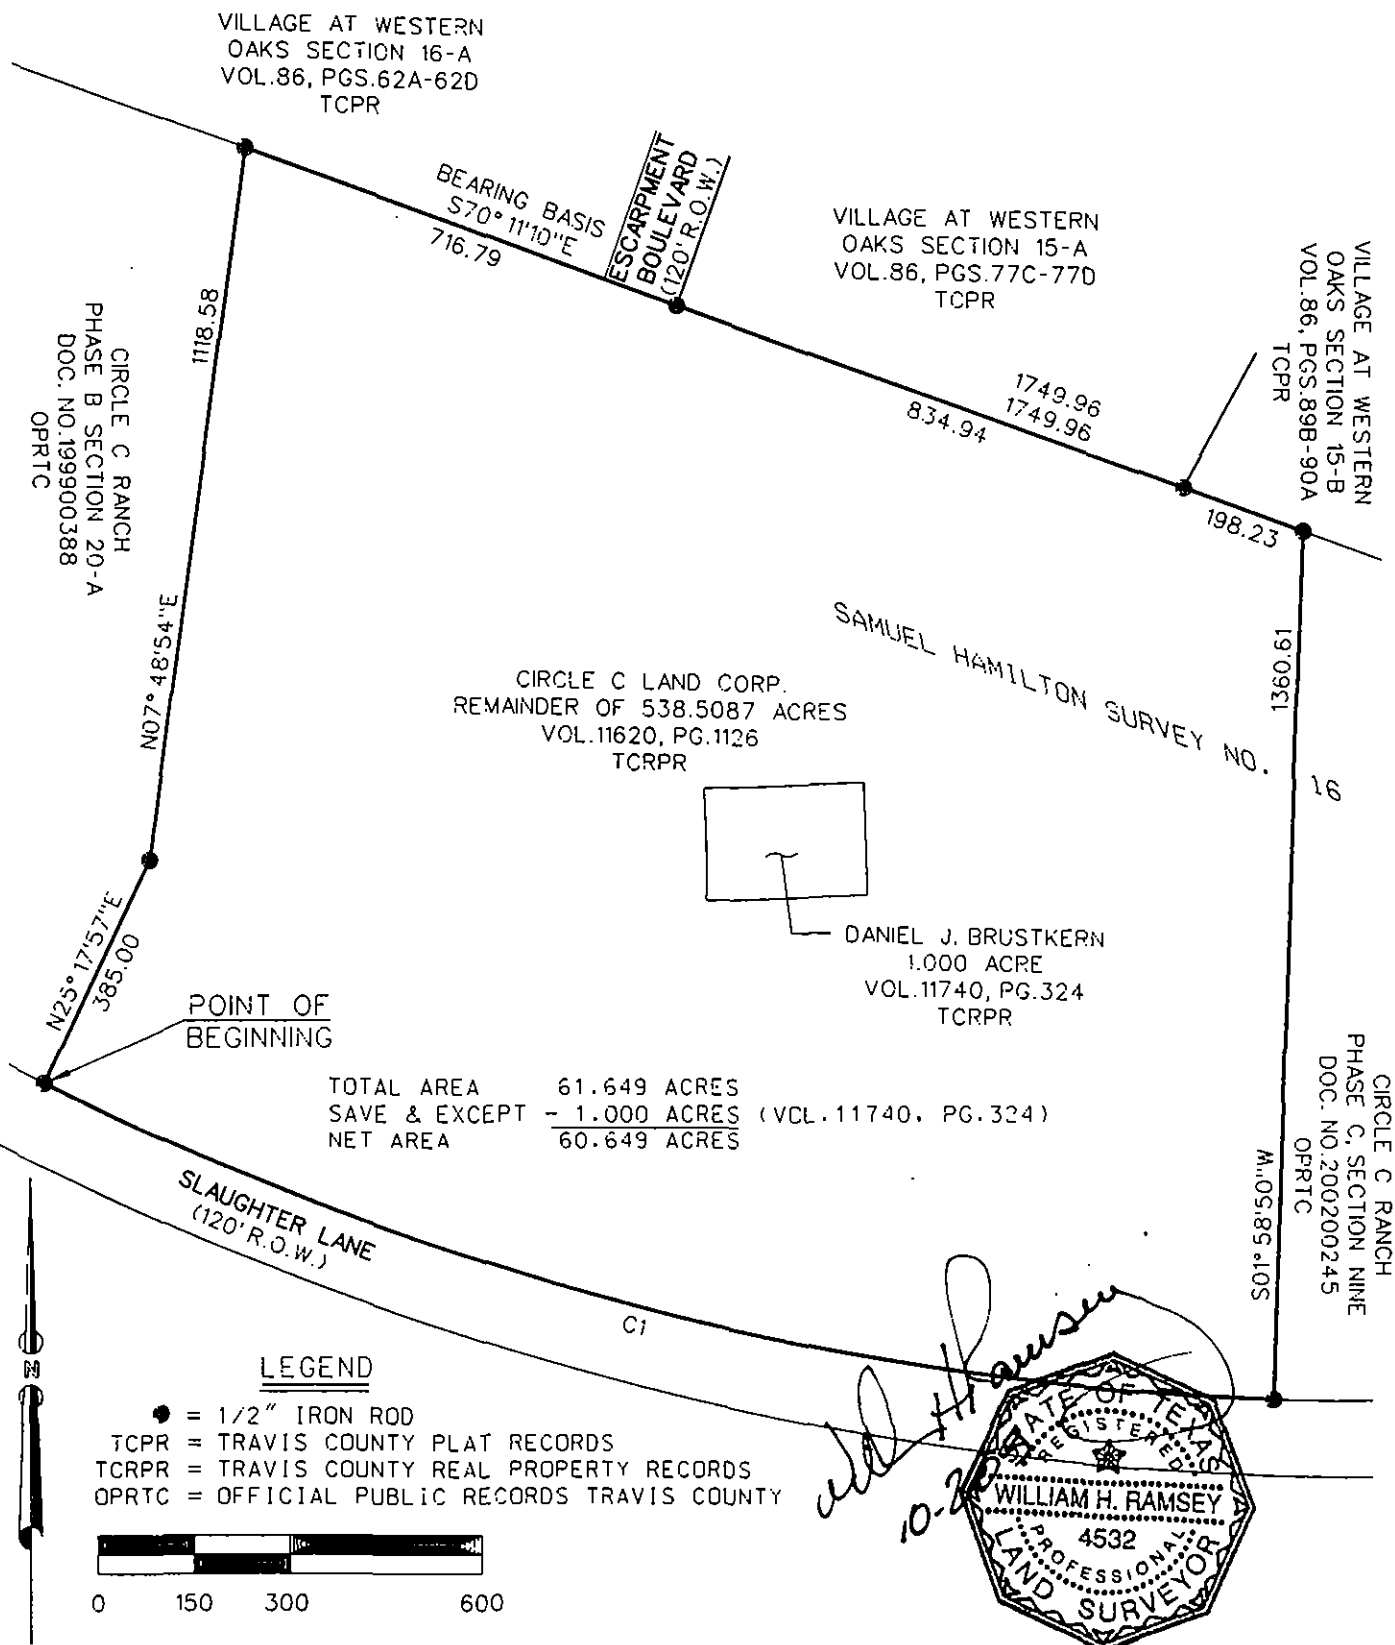 VILLAGE AT WESTERN
OAKS SECTION 16-A
VOL.86, PGS.62A-62D
TCPR
BEARING BASIS
S70° 11'10"E
716.79
ESCARPMENT
BOULEVARD
(120' R.O.W.)
VILLAGE AT WESTERN
OAKS SECTION 15-A
VOL.86, PGS.77C-77D
TCPR
VILLAGE AT WESTERN
OAKS SECTION 15-B
VOL.86, PGS.89B-90A
TCPR
1749.96
1749.96
834.94
198.23
1118.58
N07° 48'54"E
CIRCLE C RANCH
PHASE B SECTION 20-A
DOC. NO.199900388
OPRTC
SAMUEL HAMILTON SURVEY NO. 16
1360.61
S01° 58'50"W
CIRCLE C LAND CORP.
REMAINDER OF 538.5087 ACRES
VOL.11620, PG.1126
TCRPR
DANIEL J. BRUSTKERN
1.000 ACRE
VOL.11740, PG.324
TCRPR
N25° 17'57"E
385.00
POINT OF
BEGINNING
TOTAL AREA 61.649 ACRES
SAVE & EXCEPT - 1.000 ACRES (VOL.11740, PG.324)
NET AREA 60.649 ACRES
CIRCLE C RANCH
PHASE C, SECTION NINE
DOC. NO.200200245
OPRTC
SLAUGHTER LANE
(120' R.O.W.)
C1
N
LEGEND
= 1/2" IRON ROD
TCPR = TRAVIS COUNTY PLAT RECORDS
TCRPR = TRAVIS COUNTY REAL PROPERTY RECORDS
OPRTC = OFFICIAL PUBLIC RECORDS TRAVIS COUNTY
0 150 300 600
STATE OF TEXAS
REGISTERED
WILLIAM H. RAMSEY
4532
PROFESSIONAL
LAND SURVEYOR